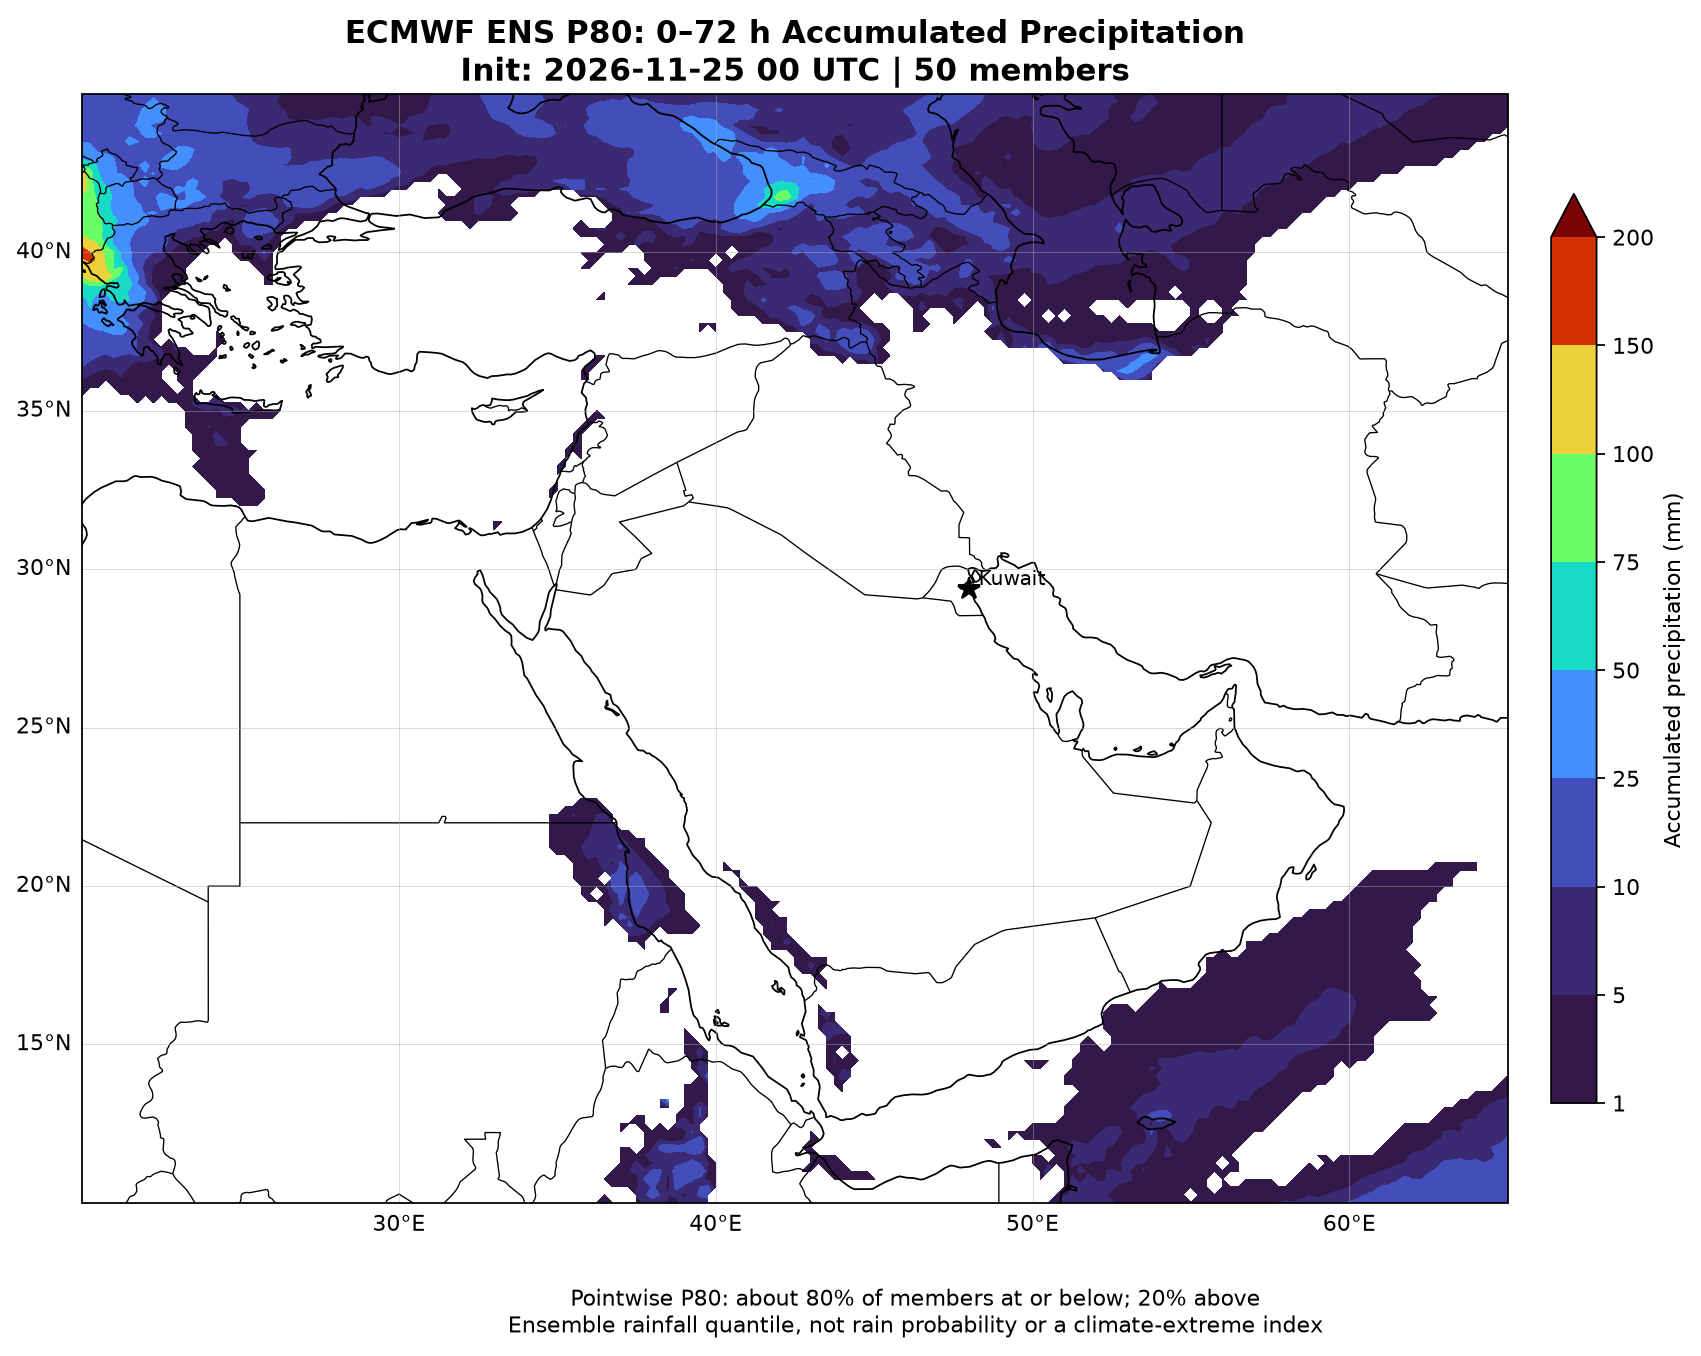 ECMWF ENS P80: 0–72 h Accumulated Precipitation
Init: 2026-11-25 00 UTC | 50 members
40°N
35°N
30°N
25°N
20°N
15°N
30°E
40°E
50°E
60°E
Kuwait
200
150
100
75
50
25
10
5
1
Accumulated precipitation (mm)
Pointwise P80: about 80% of members at or below; 20% above
Ensemble rainfall quantile, not rain probability or a climate-extreme index